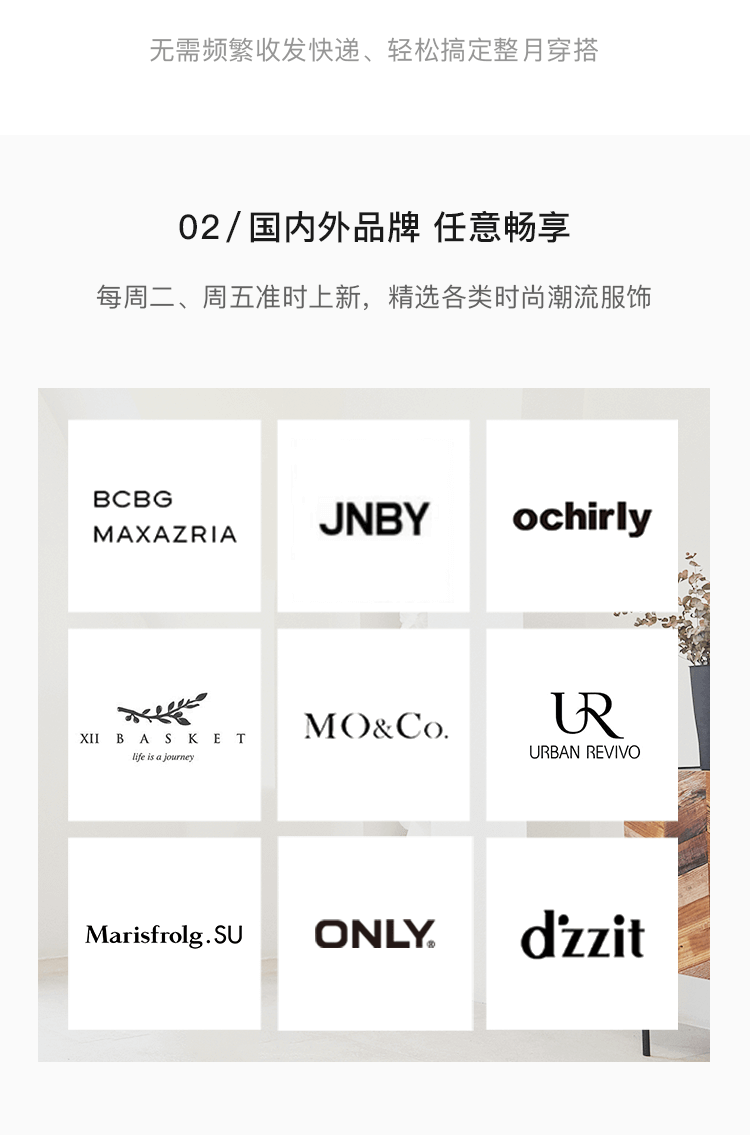 无需频繁收发快递、轻松搞定整月穿搭
02/国内外品牌 任意畅享
每周二、周五准时上新，精选各类时尚潮流服饰
BCBG
MAXAZRIA
JNBY
ochirly
XII BASKET
life is a journey
MO&Co.
UR
URBAN REVIVO
Marisfrolg.SU
ONLY®
d'zzit